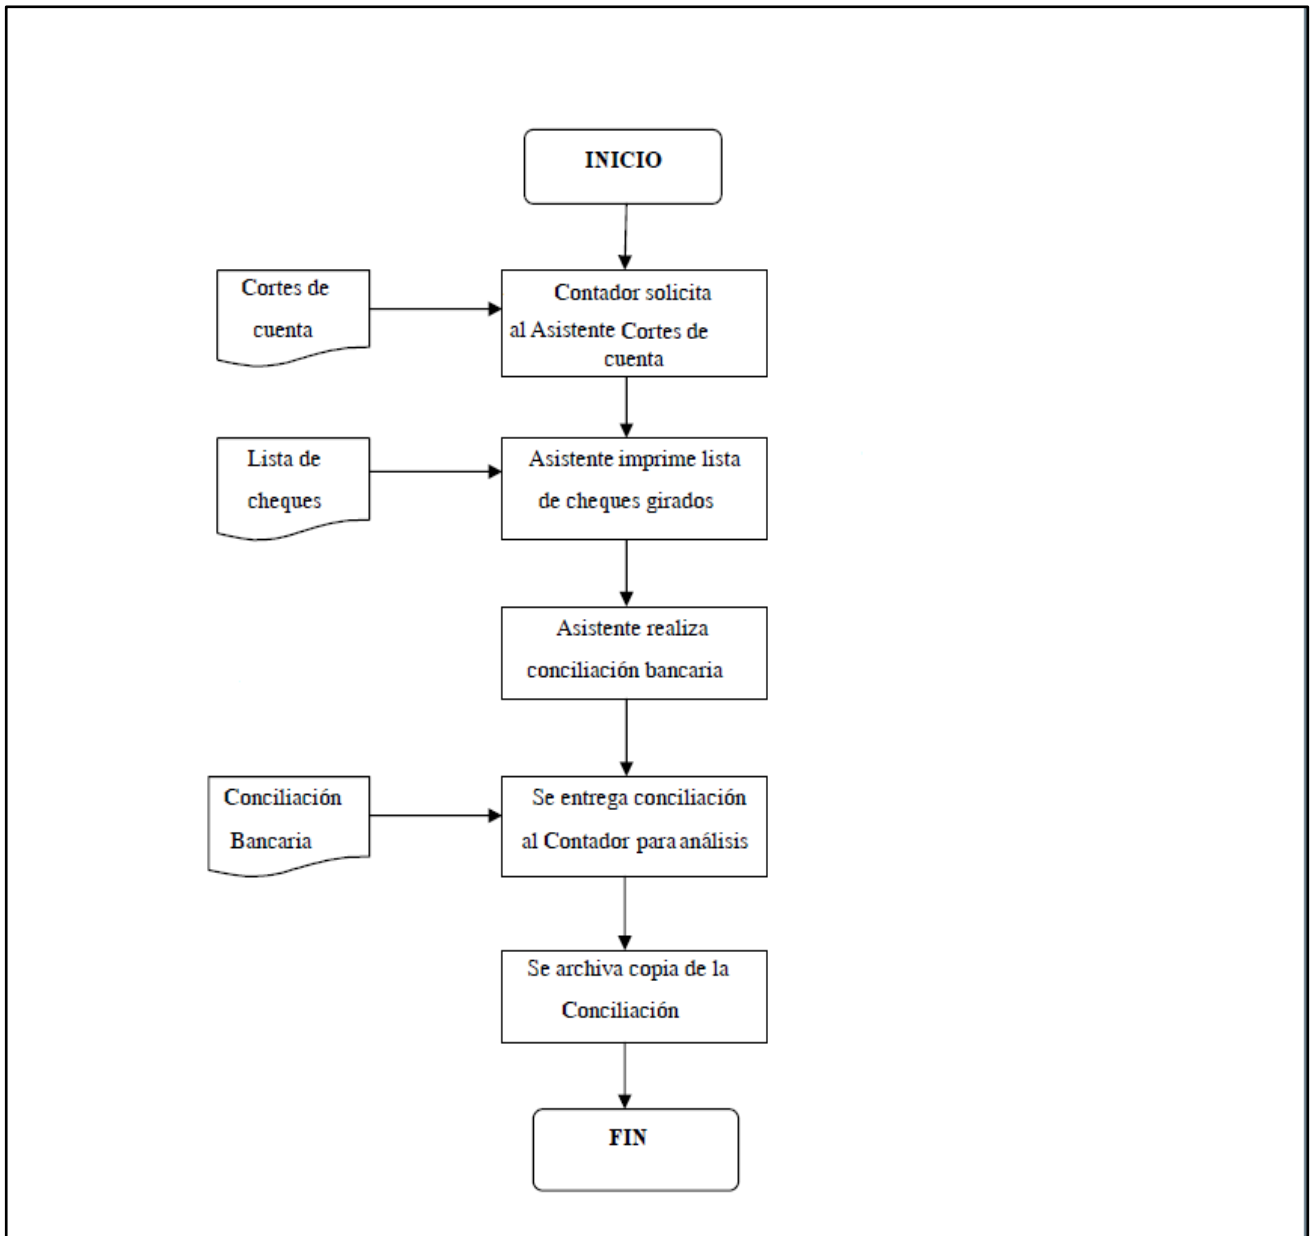 INICIO
Cortes de
cuenta
Contador solicita
al Asistente Cortes de
cuenta
Lista de
cheques
Asistente imprime lista
de cheques girados
Asistente realiza
conciliación bancaria
Conciliación
Bancaria
Se entrega conciliación
al Contador para análisis
Se archiva copia de la
Conciliación
FIN